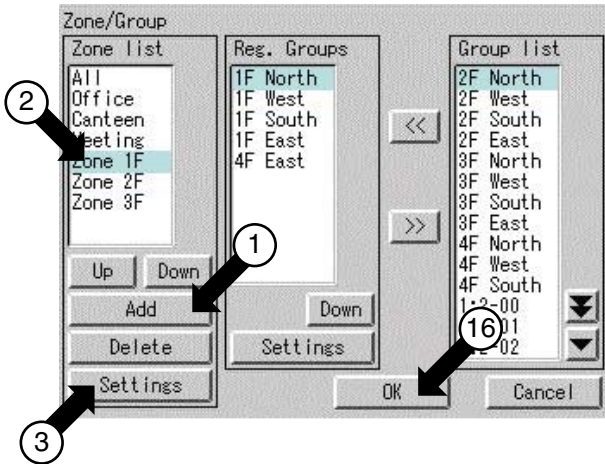 Zone/Group
Zone list
All
Office
Canteen
Meeting
Zone 1F
Zone 2F
Zone 3F
Up
Down
Add
Delete
Settings
Reg. Groups
1F North
1F West
1F South
1F East
4F East
Down
Settings
<<
>>
Group list
2F North
2F West
2F South
2F East
3F North
3F West
3F South
3F East
4F North
4F West
4F South
1:2-00
01
-02
OK
Cancel
1
2
3
16